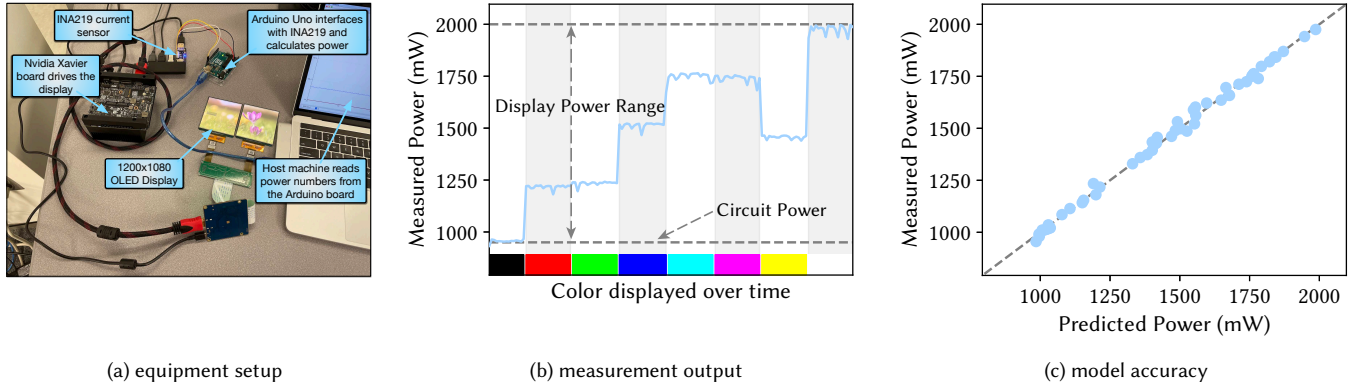 INA219 current
sensor
Arduino Uno interfaces
with INA219 and
calculates power
Nvidia Xavier
board drives the
display
1200x1080
OLED Display
Host machine reads
power numbers from
the Arduino board
(a) equipment setup
Measured Power (mW)
2000
1750
1500
1250
1000
Display Power Range
Circuit Power
Color displayed over time
(b) measurement output
Measured Power (mW)
2000
1750
1500
1250
1000
1000 1250 1500 1750 2000
Predicted Power (mW)
(c) model accuracy